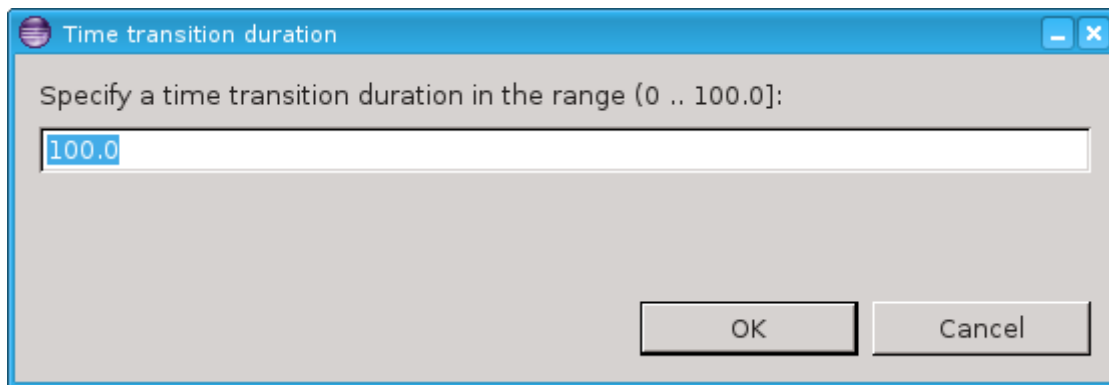 Time transition duration
Specify a time transition duration in the range (0 .. 100.0]:
100.0
OK
Cancel